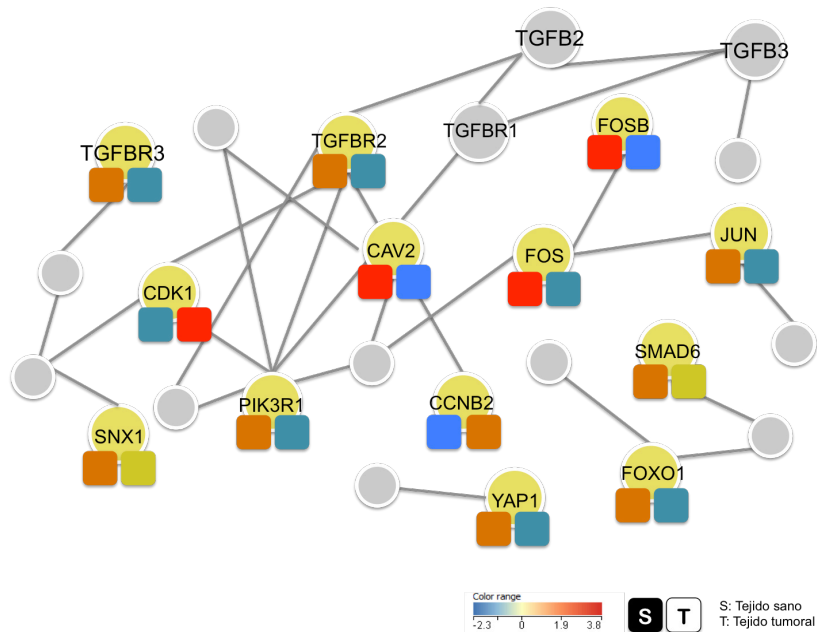 TGFB2
TGFB3
TGFBR3
TGFBR2
TGFBR1
FOSB
CAV2
FOS
JUN
CDK1
SMAD6
SNX1
PIK3R1
CCNB2
FOXO1
YAP1
Color range
-2.3 0 1.9 3.8
S T
S: Tejido sano
T: Tejido tumoral